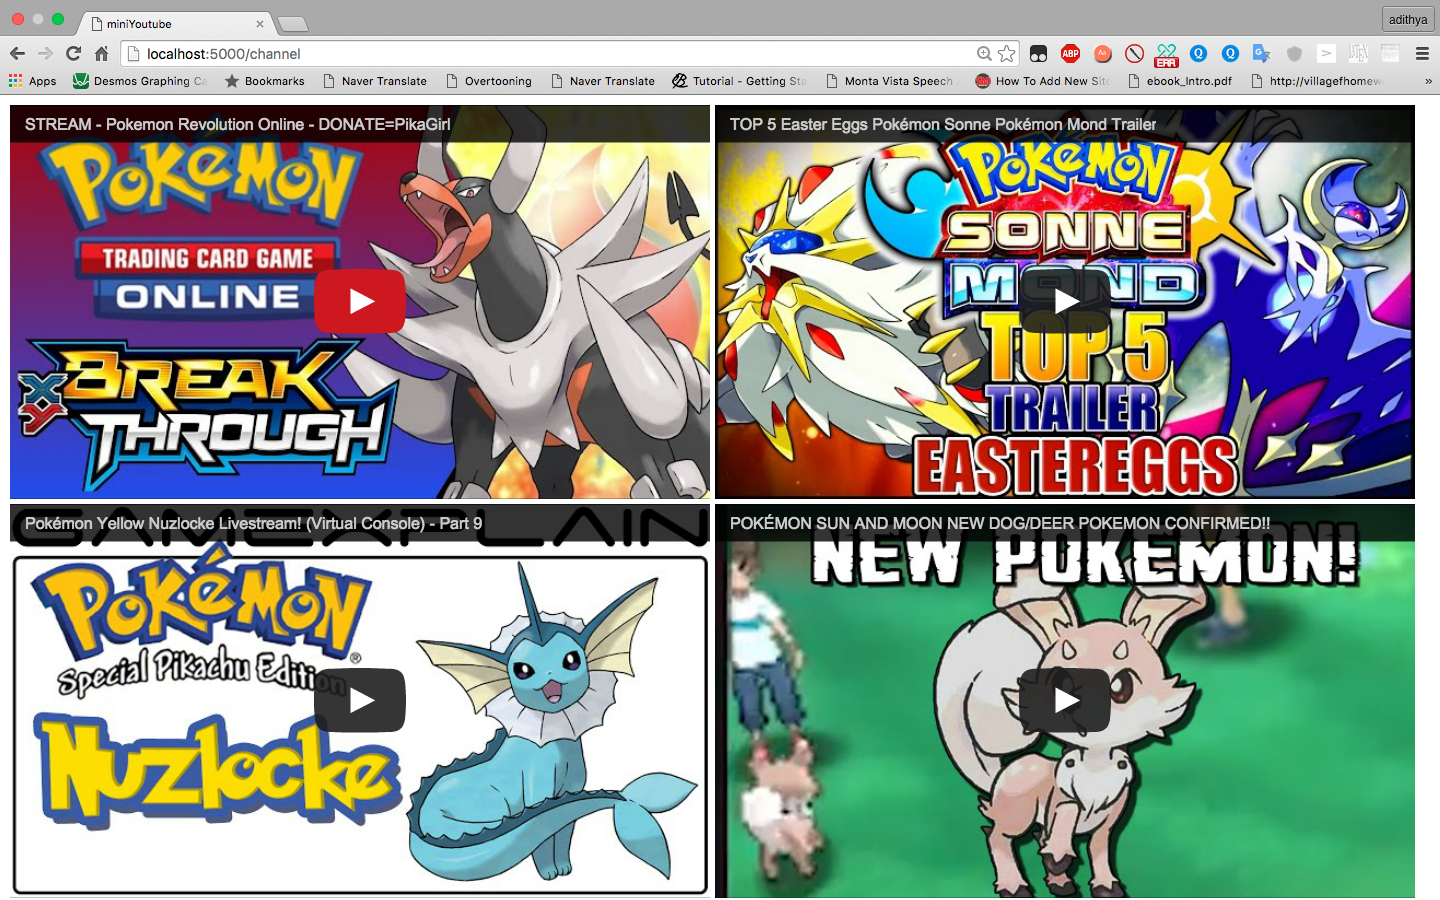 miniYoutube
adithya
localhost:5000/channel
ABP
Aa
ERR
Apps
Desmos Graphing Ca
Bookmarks
Naver Translate
Overtooning
Naver Translate
Tutorial - Getting Sta
Monta Vista Speech
How To Add New Site
ebook_Intro.pdf
http://villagefhomew
»
STREAM - Pokemon Revolution Online - DONATE=PikaGirl
POKéMON
TRADING CARD GAME
ONLINE
XY
BREAK
THROUGH
TOP 5 Easter Eggs Pokémon Sonne Pokémon Mond Trailer
POKéMON
SONNE
MOND
TOP 5
TRAILER
EASTEREGGS
Pokémon Yellow Nuzlocke Livestream! (Virtual Console) - Part 9
GAMEXPLAIN
POKéMON
®
Special Pikachu Edition
Nuzlocke
POKÉMON SUN AND MOON NEW DOG/DEER POKEMON CONFIRMED!!
NEW POKEMON!